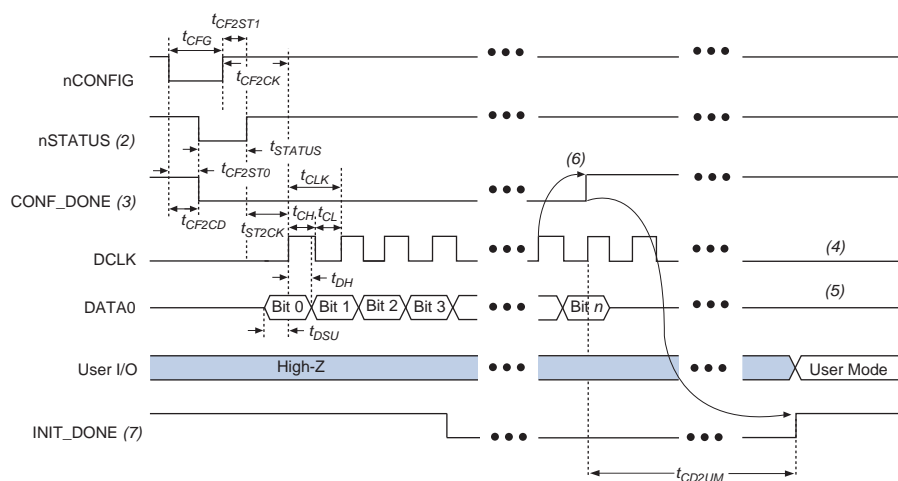 tCF2ST1
tCFG
nCONFIG
tCF2CK
nSTATUS (2)
tSTATUS
tCF2ST0
tCLK
(6)
CONF_DONE (3)
tCF2CD
tST2CK
tCH
tCL
DCLK
(4)
tDH
DATA0
Bit 0
Bit 1
Bit 2
Bit 3
Bit n
(5)
tDSU
User I/O
High-Z
User Mode
INIT_DONE (7)
tCD2UM